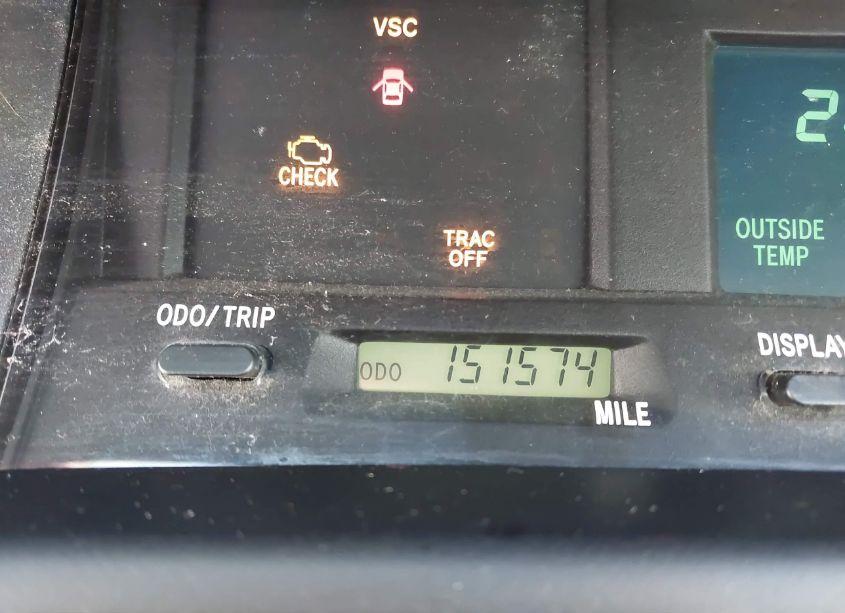 VSC
CHECK
TRAC
OFF
OUTSIDE
TEMP
ODO/TRIP
ODO 151574
MILE
DISPLAY